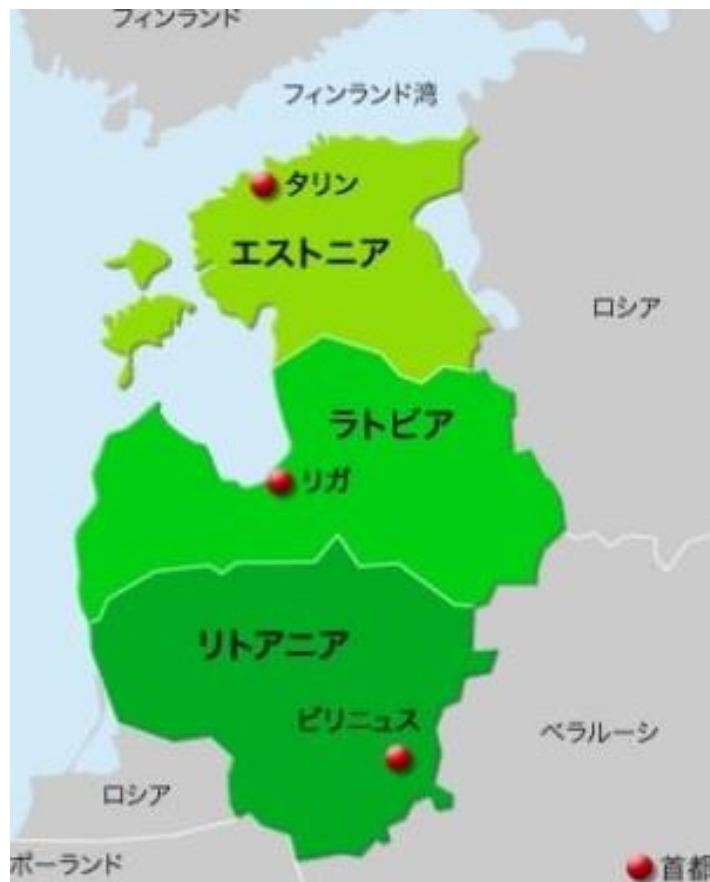 フィンランド
フィンランド湾
タリン
エストニア
ロシア
ラトビア
リガ
リトアニア
ビリニュス
ベラルーシ
ロシア
ポーランド
首都